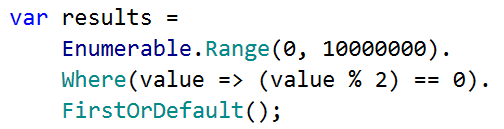 var results =
    Enumerable.Range(0, 10000000).
    Where(value => (value % 2) == 0).
    FirstOrDefault();